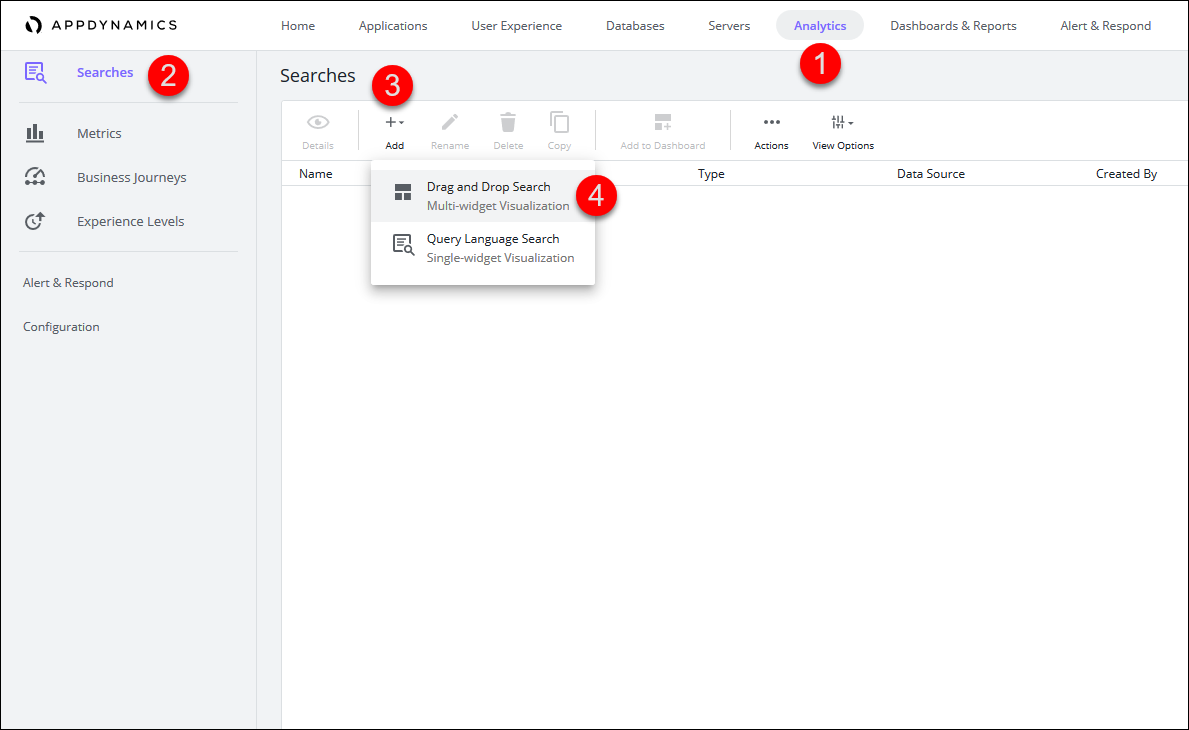 APPDYNAMICS Home Applications User Experience Databases Servers Analytics Dashboards & Reports Alert & Respond
1
Searches 2
Metrics
Business Journeys
Experience Levels
Alert & Respond
Configuration
Searches
3
Details Add Rename Delete Copy Add to Dashboard Actions View Options
Name Type Data Source Created By
Drag and Drop Search
Multi-widget Visualization
4
Query Language Search
Single-widget Visualization